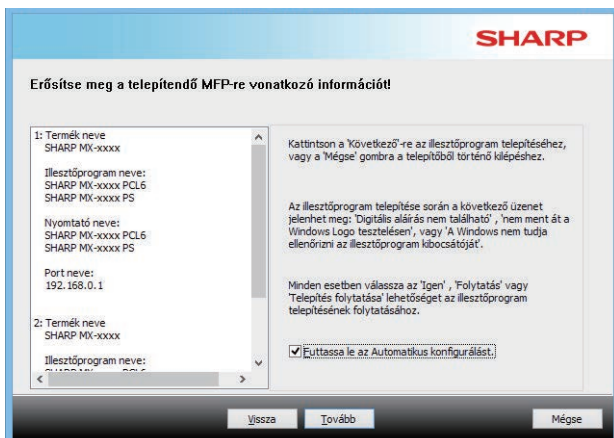 SHARP
Erősítse meg a telepítendő MFP-re vonatkozó információt!
1: Termék neve
SHARP MX-xxxx
Illesztőprogram neve:
SHARP MX-xxxx PCL6
SHARP MX-xxxx PS
Nyomtató neve:
SHARP MX-xxxx PCL6
SHARP MX-xxxx PS
Port neve:
192.168.0.1
2: Termék neve
SHARP MX-xxxx
Illesztőprogram neve:
Kattintson a 'Következő'-re az illesztőprogram telepítéséhez,
vagy a 'Mégse' gombra a telepítőből történő kilépéshez.
Az illesztőprogram telepítése során a következő üzenet
jelenhet meg: 'Digitális aláírás nem található' , 'nem ment át a
Windows Logo tesztelésen', vagy 'A Windows nem tudja
ellenőrizni az illesztőprogram kibocsátóját'.
Minden esetben válassza az 'Igen' , 'Folytatás' vagy
'Telepítés folytatása' lehetőséget az illesztőprogram
telepítésének folytatásához.
Futtassa le az Automatikus konfigurálást.
Vissza
Tovább
Mégse